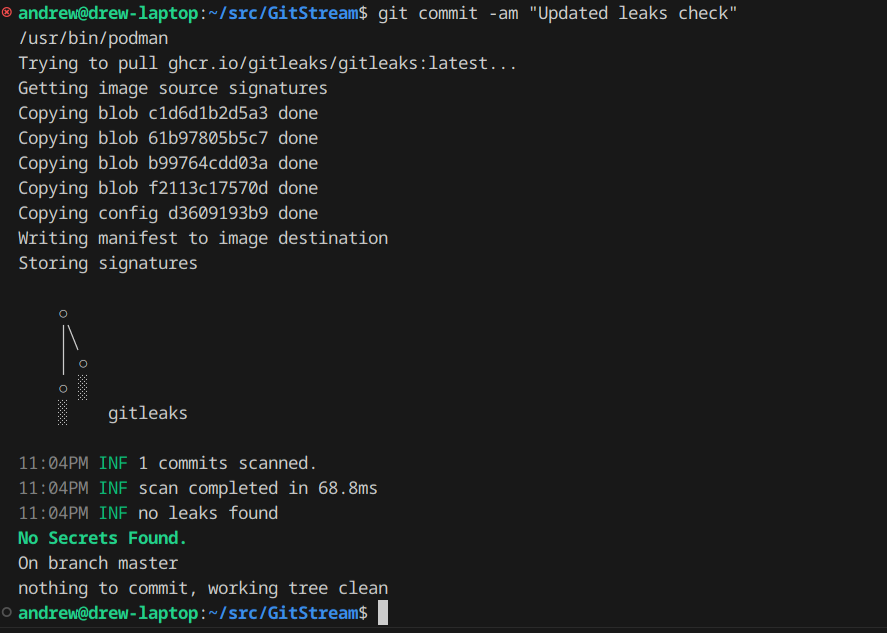 andrew@drew-laptop:~/src/GitStream$ git commit -am "Updated leaks check"
/usr/bin/podman
Trying to pull ghcr.io/gitleaks/gitleaks:latest...
Getting image source signatures
Copying blob c1d6d1b2d5a3 done
Copying blob 61b97805b5c7 done
Copying blob b99764cdd03a done
Copying blob f2113c17570d done
Copying config d3609193b9 done
Writing manifest to image destination
Storing signatures
○
│╲
│ ○
○ ░
░    gitleaks
11:04PM INF 1 commits scanned.
11:04PM INF scan completed in 68.8ms
11:04PM INF no leaks found
No Secrets Found.
On branch master
nothing to commit, working tree clean
andrew@drew-laptop:~/src/GitStream$